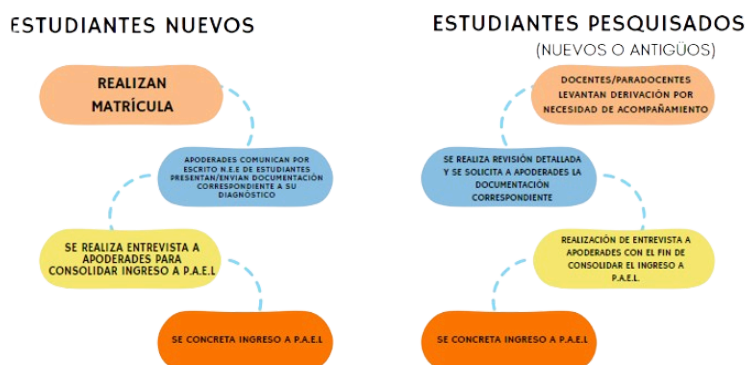 ESTUDIANTES NUEVOS
REALIZAN
MATRÍCULA
APODERADES COMUNICAN POR
ESCRITO N.E.E DE ESTUDIANTES
PRESENTAN/ENVIAN DOCUMENTACIÓN
CORRESPONDIENTE A SU
DIAGNÓSTICO
SE REALIZA ENTREVISTA A
APODERADES PARA
CONSOLIDAR INGRESO A P.A.E.L
SE CONCRETA INGRESO A P.A.E.L
ESTUDIANTES PESQUISADOS
(NUEVOS O ANTIGÜOS)
DOCENTES/PARADOCENTES
LEVANTAN DERIVACIÓN POR
NECESIDAD DE ACOMPAÑAMIENTO
SE REALIZA REVISIÓN DETALLADA
Y SE SOLICITA A APODERADES LA
DOCUMENTACIÓN
CORRESPONDIENTE
REALIZACIÓN DE ENTREVISTA A
APODERADES CON EL FIN DE
CONSOLIDAR EL INGRESO A
P.A.E.L.
SE CONCRETA INGRESO A P.A.E.L